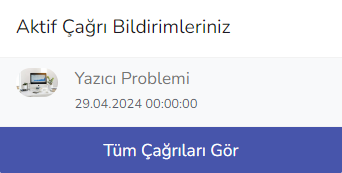 Aktif Çağrı Bildirimleriniz
Yazıcı Problemi
29.04.2024 00:00:00
Tüm Çağrıları Gör